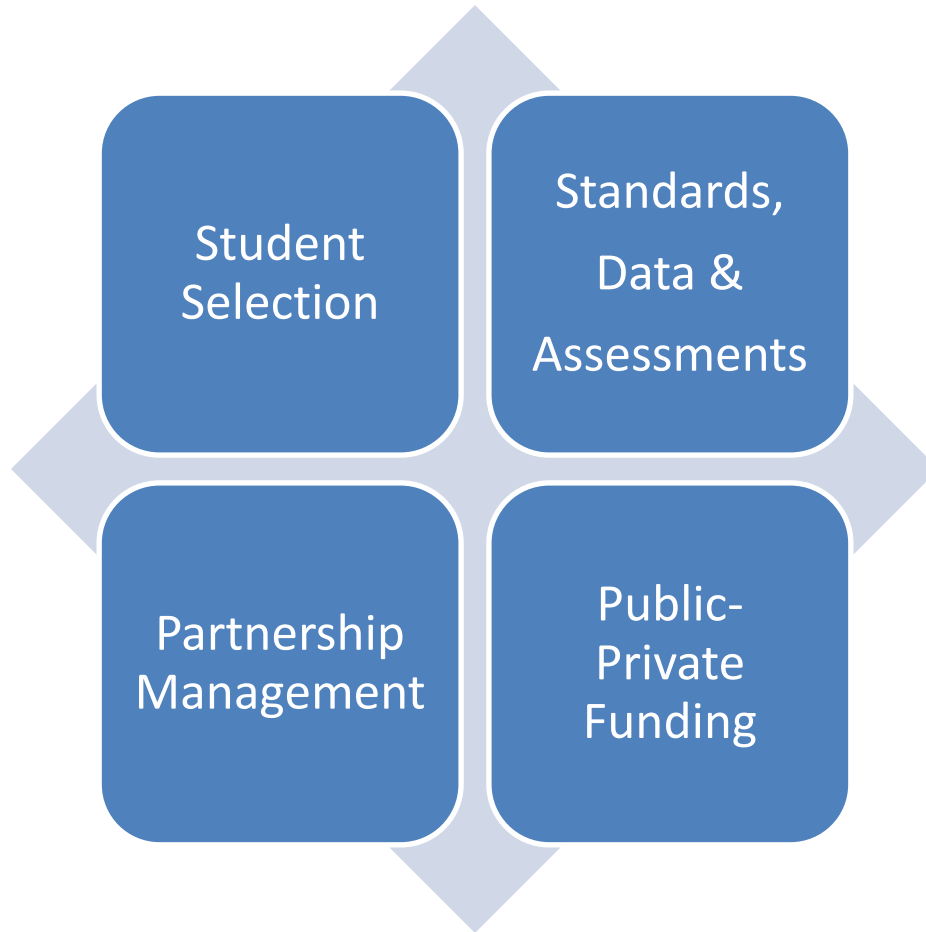 Student
Selection
Standards,
Data &
Assessments
Partnership
Management
Public-
Private
Funding